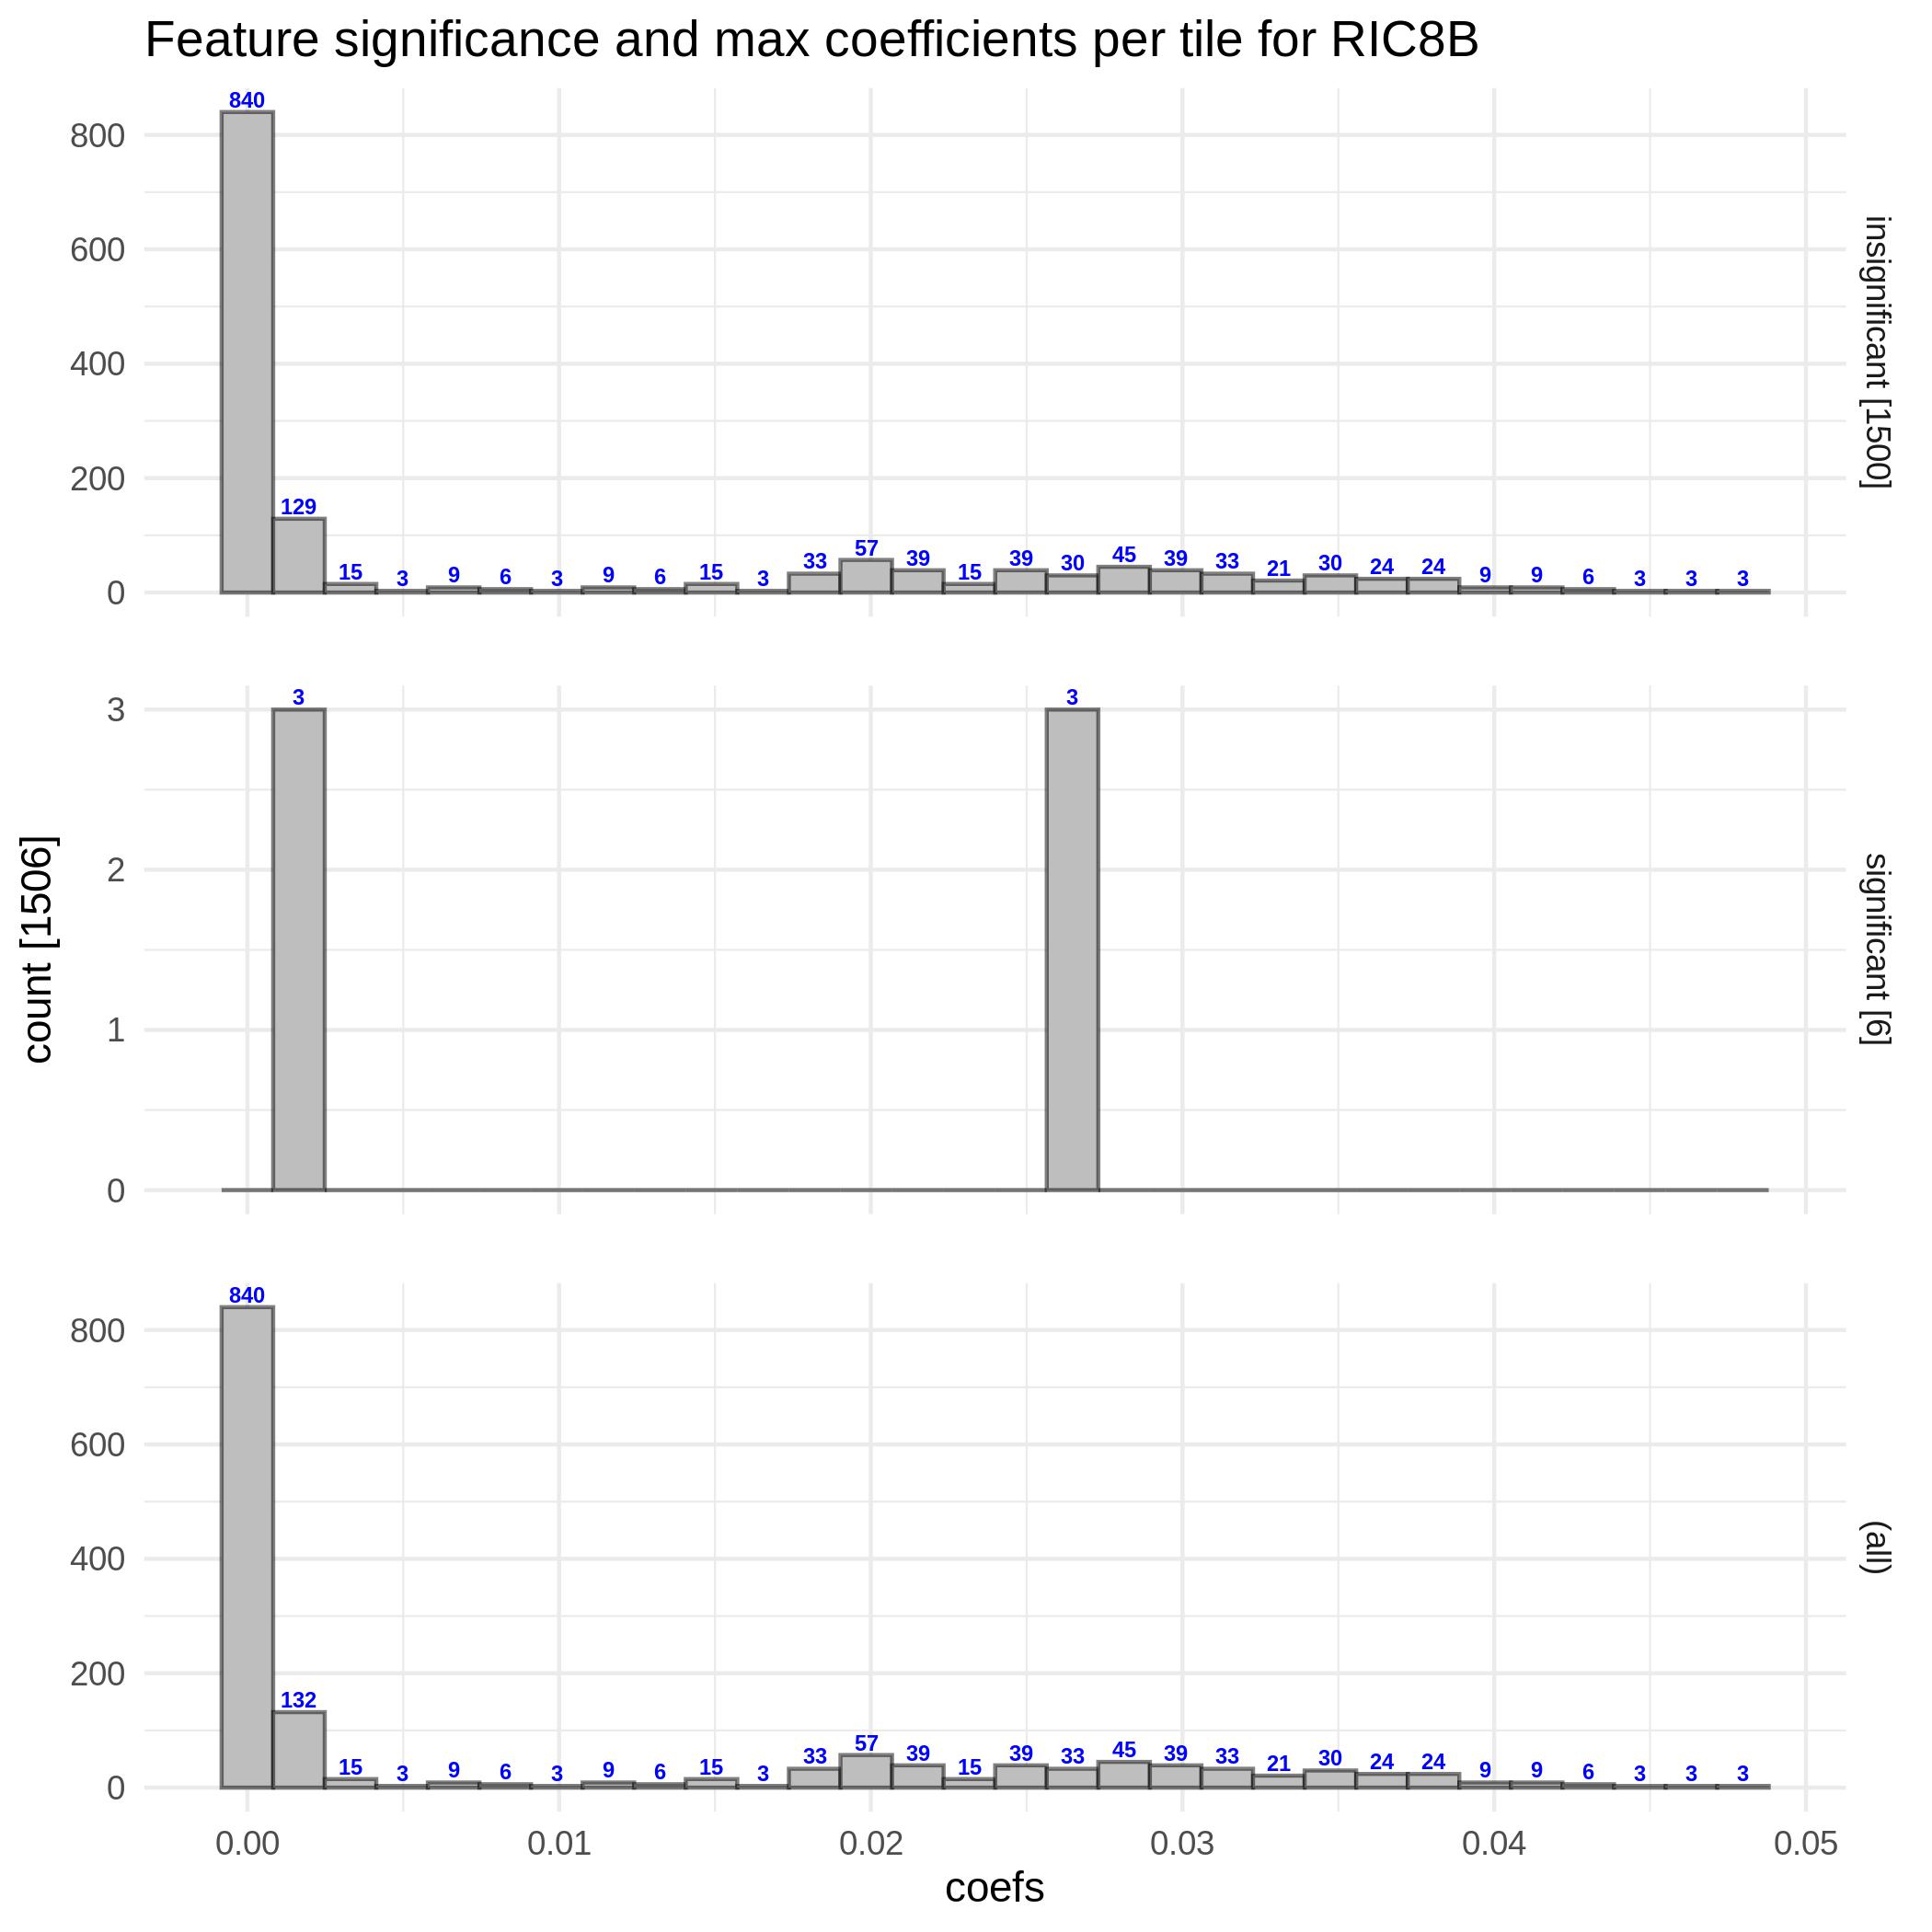 Feature significance and max coefficients per tile for RIC8B
840
800
600
400
200
0
129
15 3 9 6 3 9 6 15 3 33 57 39 15 39 30 45 39 33 21 30 24 24 9 9 6 3 3 3
insignificant [1500]
3 3
3
2
1
0
significant [6]
count [1506]
840
800
600
400
200
0
132
15 3 9 6 3 9 6 15 3 33 57 39 15 39 33 45 39 33 21 30 24 24 9 9 6 3 3 3
(all)
0.00 0.01 0.02 0.03 0.04 0.05
coefs